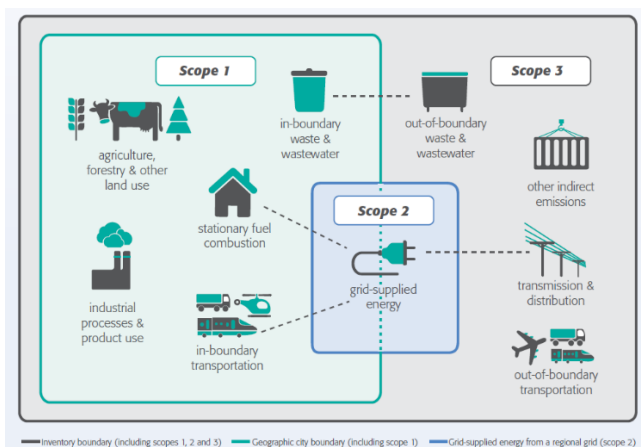 Scope 1
Scope 3
in-boundary
waste &
wastewater
out-of-boundary
waste &
wastewater
agriculture,
forestry & other
land use
other indirect
emissions
Scope 2
stationary fuel
combustion
grid-supplied
energy
transmission &
distribution
industrial
processes &
product use
in-boundary
transportation
out-of-boundary
transportation
Inventory boundary (including scopes 1, 2 and 3) Geographic city boundary (including scope 1) Grid-supplied energy from a regional grid (scope 2)